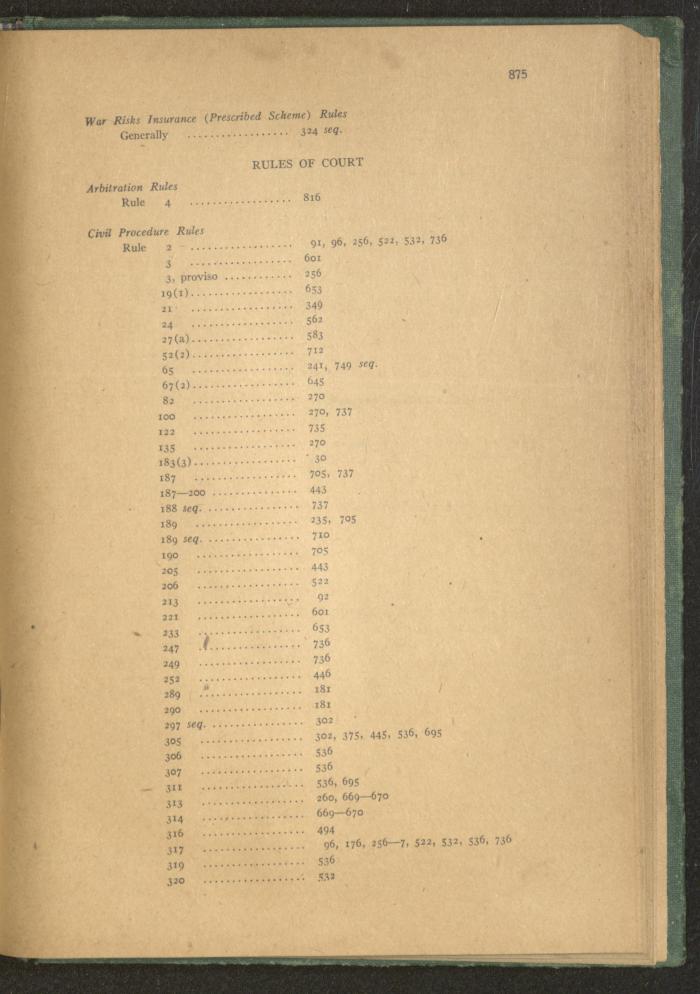 875
War Risks Insurance (Prescribed Scheme) Rules
Generally .................. 324 seq.
RULES OF COURT
Arbitration Rules
Rule 4 .................. 816
Civil Procedure Rules
Rule 2 .................. 91, 96, 256, 522, 532, 736
3 .................. 601
3, proviso ............ 256
19(1).................. 653
21 .................. 349
24 .................. 562
27(a).................. 583
52(2).................. 712
65 .................. 241, 749 seq.
67(2).................. 645
82 .................. 270
100 .................. 270, 737
122 .................. 735
135 .................. 270
183(3).................. 30
187 .................. 705, 737
187—200 ............... 443
188 seq. ................ 737
189 .................. 235, 705
189 seq. ................ 710
190 .................. 705
205 .................. 443
206 .................. 522
213 .................. 92
221 .................. 601
233 .................. 653
247 .................. 736
249 .................. 736
252 .................. 446
289 .................. 181
290 .................. 181
297 seq. ................ 302
305 .................. 302, 375, 445, 536, 695
306 .................. 536
307 .................. 536
311 .................. 536, 695
313 .................. 260, 669—670
314 .................. 669—670
316 .................. 494
317 .................. 96, 176, 256—7, 522, 532, 536, 736
319 .................. 536
320 .................. 532